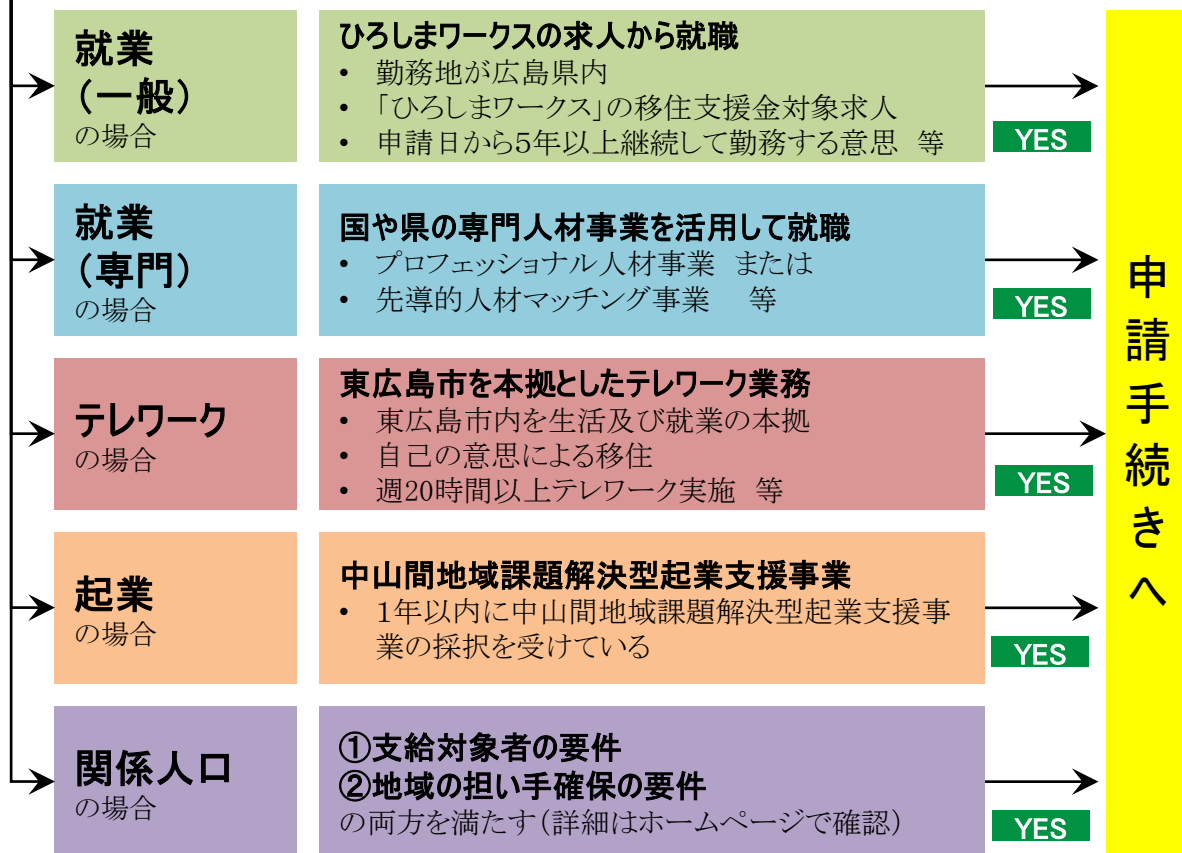 就業
（一般）
の場合
ひろしまワークスの求人から就職
• 勤務地が広島県内
• 「ひろしまワークス」の移住支援金対象求人
• 申請日から5年以上継続して勤務する意思 等
YES
就業
（専門）
の場合
国や県の専門人材事業を活用して就職
• プロフェッショナル人材事業 または
• 先導的人材マッチング事業 等
YES
テレワーク
の場合
東広島市を本拠としたテレワーク業務
• 東広島市内を生活及び就業の本拠
• 自己の意思による移住
• 週20時間以上テレワーク実施 等
YES
起業
の場合
中山間地域課題解決型起業支援事業
• 1年以内に中山間地域課題解決型起業支援事
業の採択を受けている
YES
関係人口
の場合
①支給対象者の要件
②地域の担い手確保の要件
の両方を満たす（詳細はホームページで確認）
YES
申請手続きへ